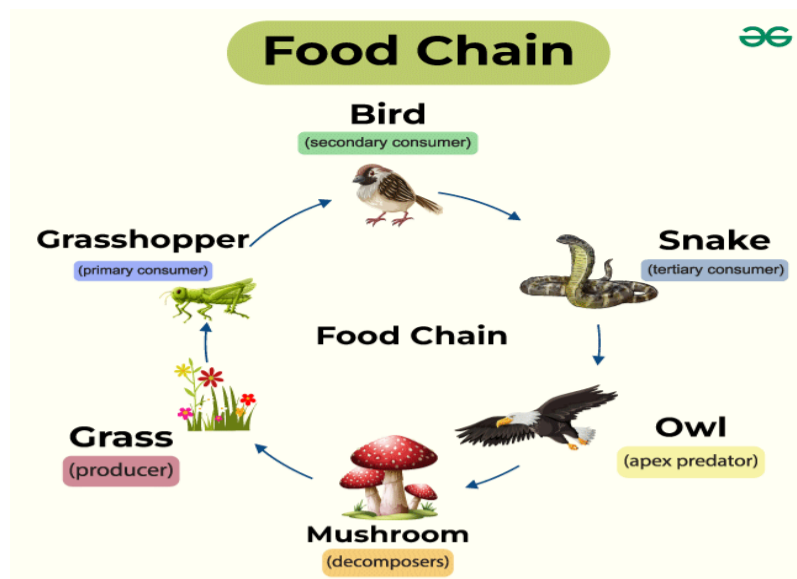 Food Chain
Bird
(secondary consumer)
Grasshopper
(primary consumer)
Snake
(tertiary consumer)
Food Chain
Grass
(producer)
Owl
(apex predator)
Mushroom
(decomposers)